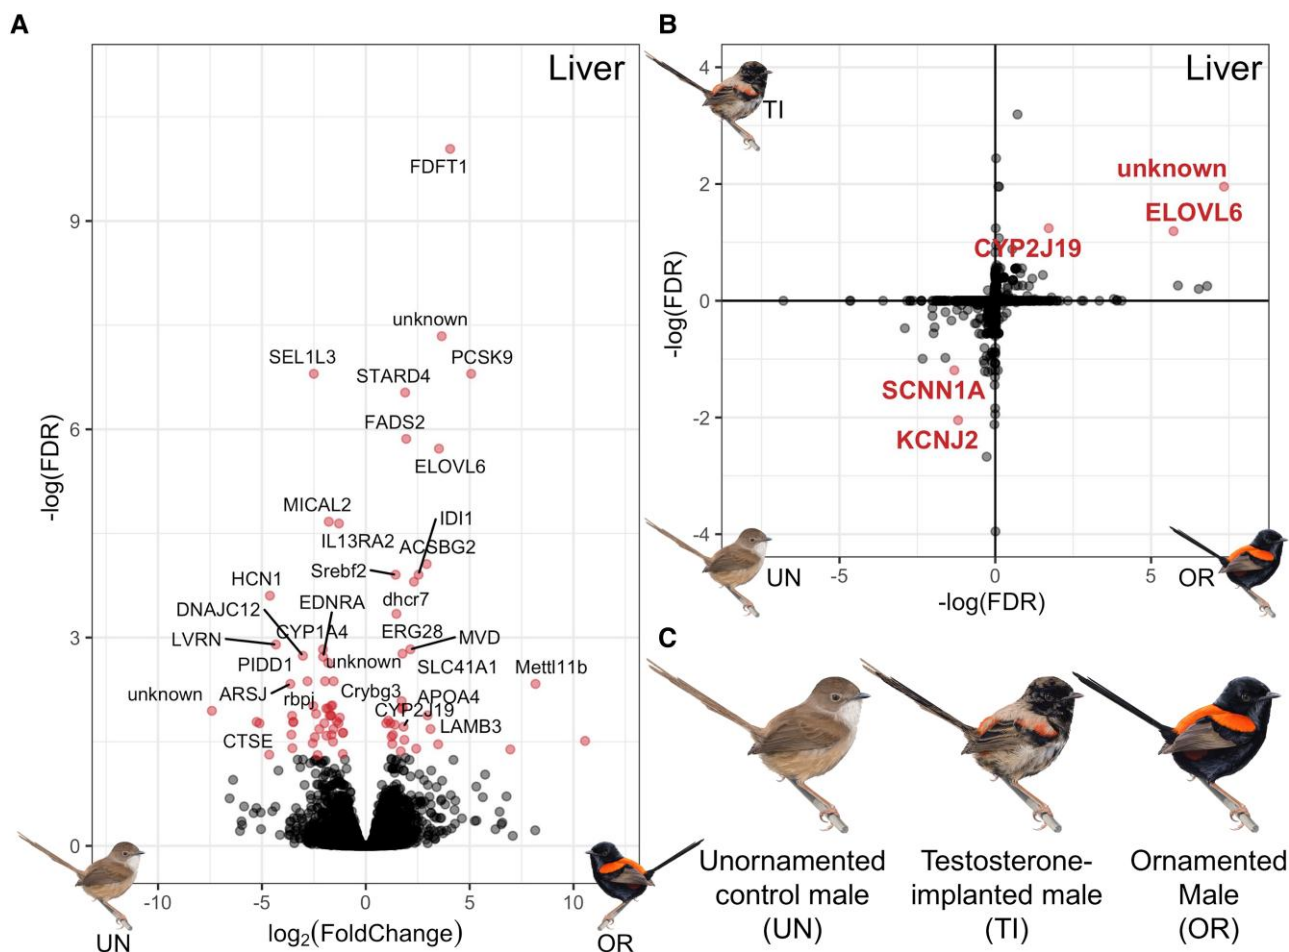 A
Liver
FDFT1
9
unknown
SEL1L3
PCSK9
STARD4
FADS2
6
ELOVL6
-log(FDR)
MICAL2
IDI1
IL13RA2
ACSBG2
Srebf2
HCN1
dhcr7
DNAJC12
EDNRA
CYP1A4
ERG28
MVD
3
LVRN
PIDD1
unknown
SLC41A1
Mettl11b
unknown
ARSJ
rbpj
Crybg3
APOA4
CYP2J19
LAMB3
CTSE
0
-10
-5
0
5
10
UN
log2(FoldChange)
OR
B
Liver
4
TI
unknown
2
ELOVL6
CYP2J19
-log(FDR)
0
SCNN1A
-2
KCNJ2
-4
UN
-5
0
5
OR
-log(FDR)
C
Unornamented
control male
(UN)
Testosterone-
implanted male
(TI)
Ornamented
Male
(OR)